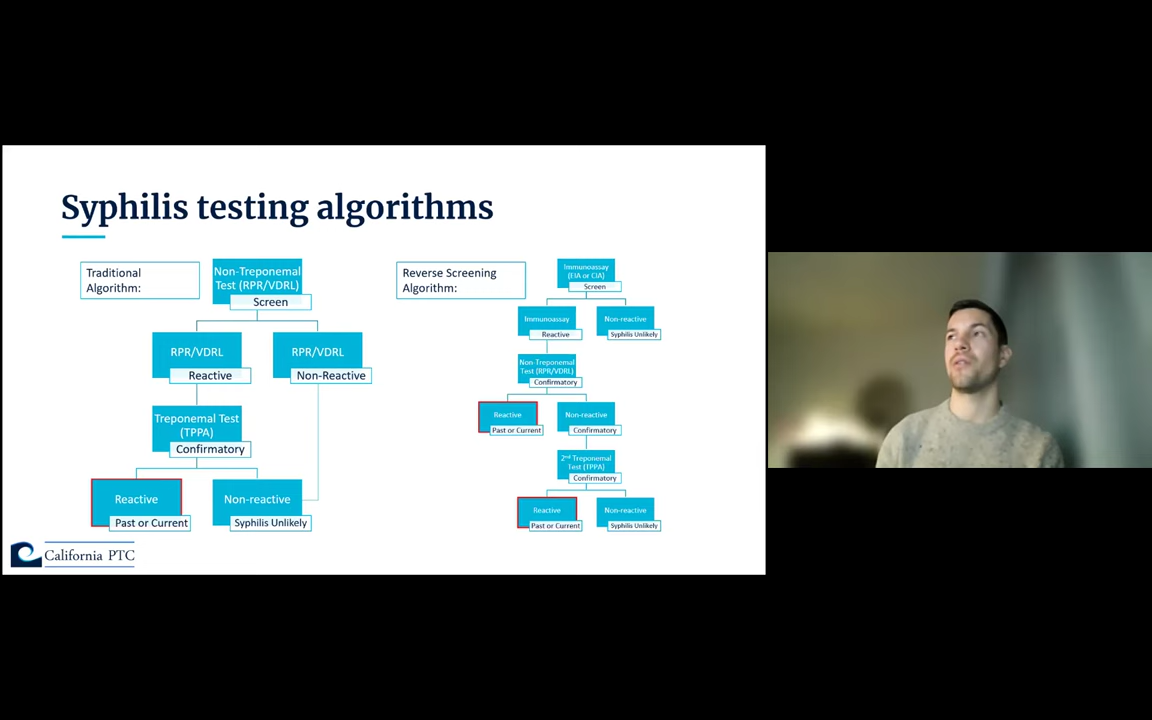 Syphilis testing algorithms
Traditional
Algorithm:
Non-Treponemal
Test (RPR/VDRL)
Screen
RPR/VDRL
Reactive
RPR/VDRL
Non-Reactive
Treponemal Test
(TPPA)
Confirmatory
Reactive
Past or Current
Non-reactive
Syphilis Unlikely
Reverse Screening
Algorithm:
Immunoassay
(EIA or CIA)
Screen
Immunoassay
Reactive
Non-reactive
Syphilis Unlikely
Non-Treponemal
Test (RPR/VDRL)
Confirmatory
Reactive
Past or Current
Non-reactive
Confirmatory
2nd Treponemal
Test (TPPA)
Confirmatory
Reactive
Past or Current
Non-reactive
Syphilis Unlikely
California PTC